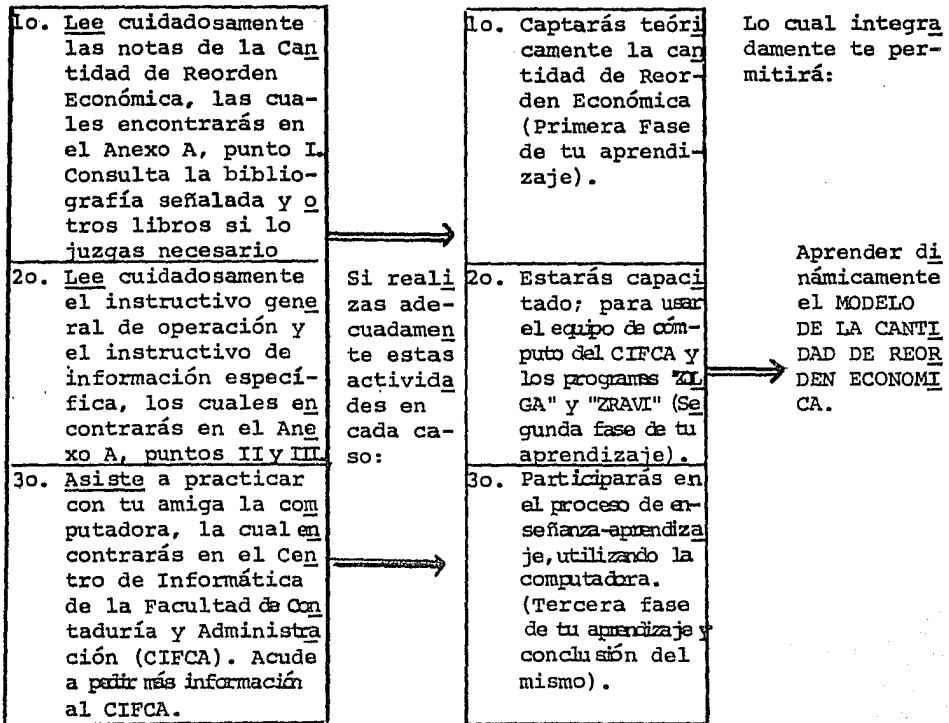 1o. Lee cuidadosamente
las notas de la Can
tidad de Reorden
Económica, las cua-
les encontrarás en
el Anexo A, punto I.
Consulta la biblio-
grafía señalada y o
tros libros si lo
juzgas necesario
2o. Lee cuidadosamente
el instructivo gene
ral de operación y
el instructivo de
información especí-
fica, los cuales en
contrarás en el Ane
xo A, puntos II y III.
3o. Asiste a practicar
con tu amiga la com
putadora, la cual en
contrarás en el Cen
tro de Informática
de la Facultad de Con
taduría y Administra
ción (CIFCA). Acude
a pedir más información
al CIFCA.
Si reali
zas ade-
cuadamen
te estas
activida
des en
cada ca-
so:
1o. Captarás teóri
camente la can
tidad de Reor-
den Económica
(Primera Fase
de tu aprendi-
zaje).
2o. Estarás capaci
tado; para usar
el equipo de cóm-
puto del CIFCA y
los programas "ZIL
GA" y "ZRAVI" (Se
gunda fase de tu
aprendizaje).
3o. Participarás en
el proceso de en-
señanza-aprendiza
je, utilizando la
computadora.
(Tercera fase
de tu aprendizaje y
conclusión del
mismo).
Lo cual integra
damente te per-
mitirá:
Aprender di
námicamente
el MODELO
DE LA CANTI
DAD DE REOR
DEN ECONOMI
CA.